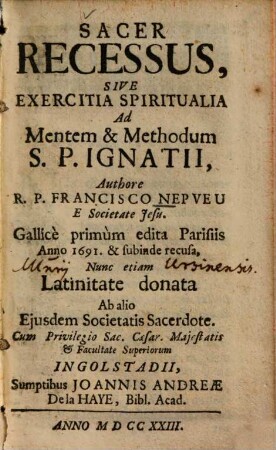 SACER
RECESSUS,
SIVE
EXERCITIA SPIRITUALIA
Ad
Mentem & Methodum
S. P. IGNATII,
Authore
R. P. FRANCISCO NEPVEU
E Societate Jesu.
Gallicè primùm edita Parisiis
Anno 1691. & subinde recusa,
Nunc etiam Ursinensis.
Latinitate donata
Ab alio
Ejusdem Societatis Sacerdote.
Cum Privilegio Sac. Cæsar. Majestatis
& Facultate Superiorum
INGOLSTADII,
Sumptibus JOANNIS ANDREÆ
De la HAYE, Bibl. Acad.
ANNO M D CC XXIII.